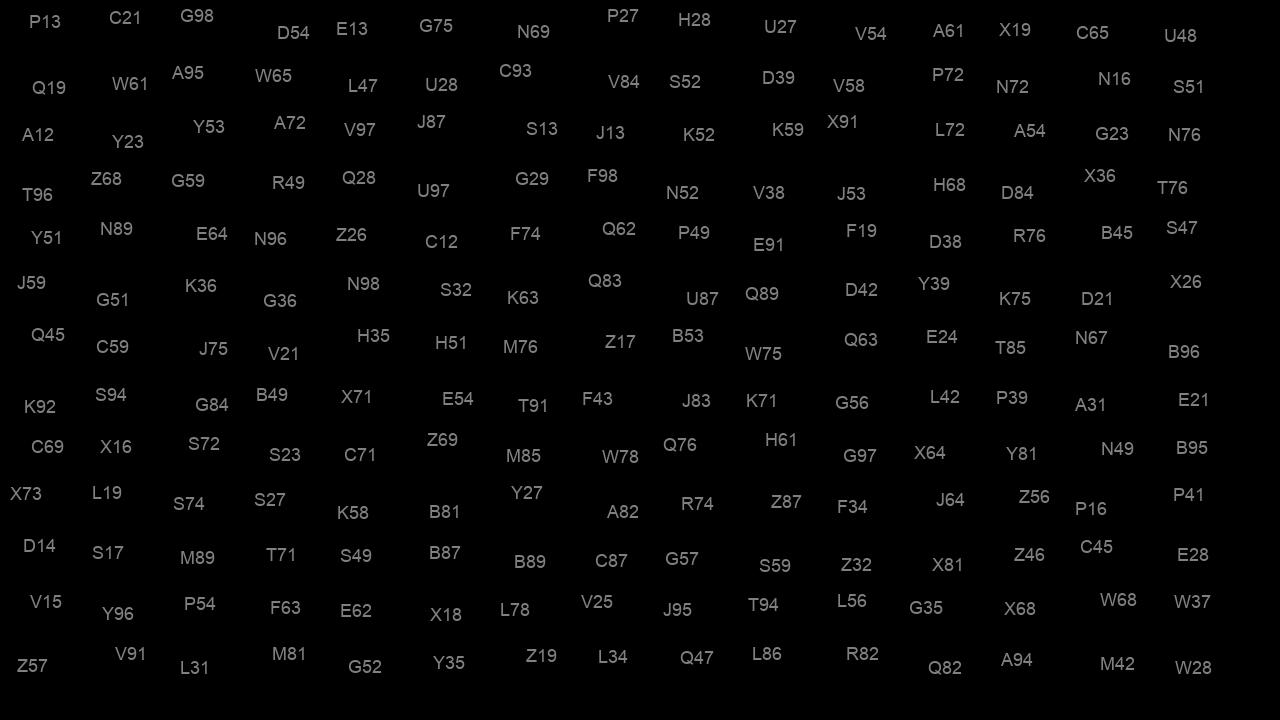 P13 C21 G98 D54 E13 G75 N69 P27 H28 U27 V54 A61 X19 C65 U48
Q19 W61 A95 W65 L47 U28 C93 V84 S52 D39 V58 P72 N72 N16 S51
A12 Y23 Y53 A72 V97 J87 S13 J13 K52 K59 X91 L72 A54 G23 N76
T96 Z68 G59 R49 Q28 U97 G29 F98 N52 V38 J53 H68 D84 X36 T76
Y51 N89 E64 N96 Z26 C12 F74 Q62 P49 E91 F19 D38 R76 B45 S47
J59 G51 K36 G36 N98 S32 K63 Q83 U87 Q89 D42 Y39 K75 D21 X26
Q45 C59 J75 V21 H35 H51 M76 Z17 B53 W75 Q63 E24 T85 N67 B96
K92 S94 G84 B49 X71 E54 T91 F43 J83 K71 G56 L42 P39 A31 E21
C69 X16 S72 S23 C71 Z69 M85 W78 Q76 H61 G97 X64 Y81 N49 B95
X73 L19 S74 S27 K58 B81 Y27 A82 R74 Z87 F34 J64 Z56 P16 P41
D14 S17 M89 T71 S49 B87 B89 C87 G57 S59 Z32 X81 Z46 C45 E28
V15 Y96 P54 F63 E62 X18 L78 V25 J95 T94 L56 G35 X68 W68 W37
Z57 V91 L31 M81 G52 Y35 Z19 L34 Q47 L86 R82 Q82 A94 M42 W28